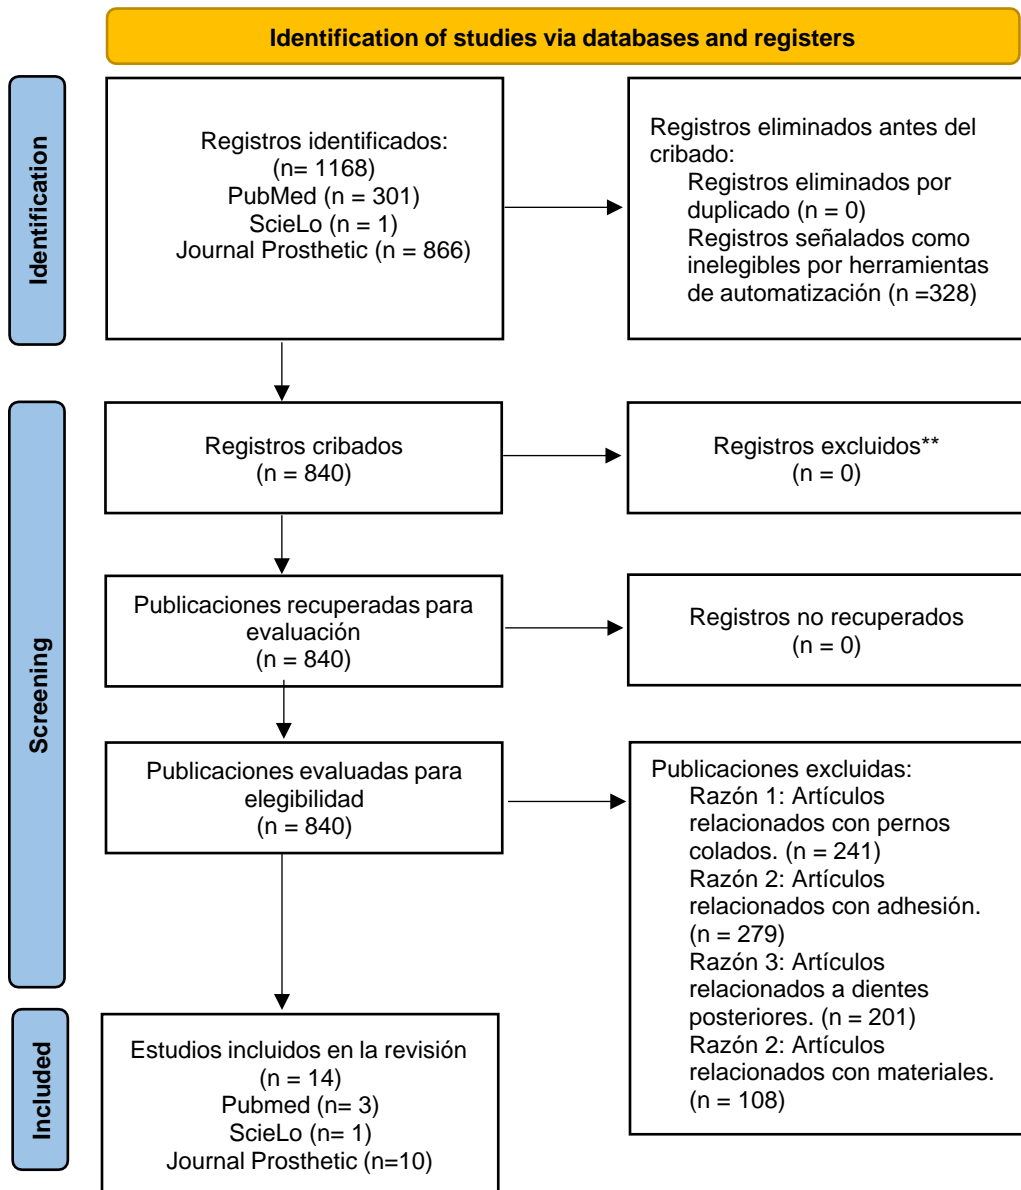 Identification of studies via databases and registers
Identification
Registros identificados:
(n= 1168)
PubMed (n = 301)
ScieLo (n = 1)
Journal Prosthetic (n = 866)
Registros eliminados antes del
cribado:
Registros eliminados por
duplicado (n = 0)
Registros señalados como
inelegibles por herramientas
de automatización (n =328)
Screening
Registros cribados
(n = 840)
Registros excluidos**
(n = 0)
Publicaciones recuperadas para
evaluación
(n = 840)
Registros no recuperados
(n = 0)
Publicaciones evaluadas para
elegibilidad
(n = 840)
Publicaciones excluidas:
Razón 1: Artículos
relacionados con pernos
colados. (n = 241)
Razón 2: Artículos
relacionados con adhesión.
(n = 279)
Razón 3: Artículos
relacionados a dientes
posteriores. (n = 201)
Razón 2: Artículos
relacionados con materiales.
(n = 108)
Included
Estudios incluidos en la revisión
(n = 14)
Pubmed (n= 3)
ScieLo (n= 1)
Journal Prosthetic (n=10)